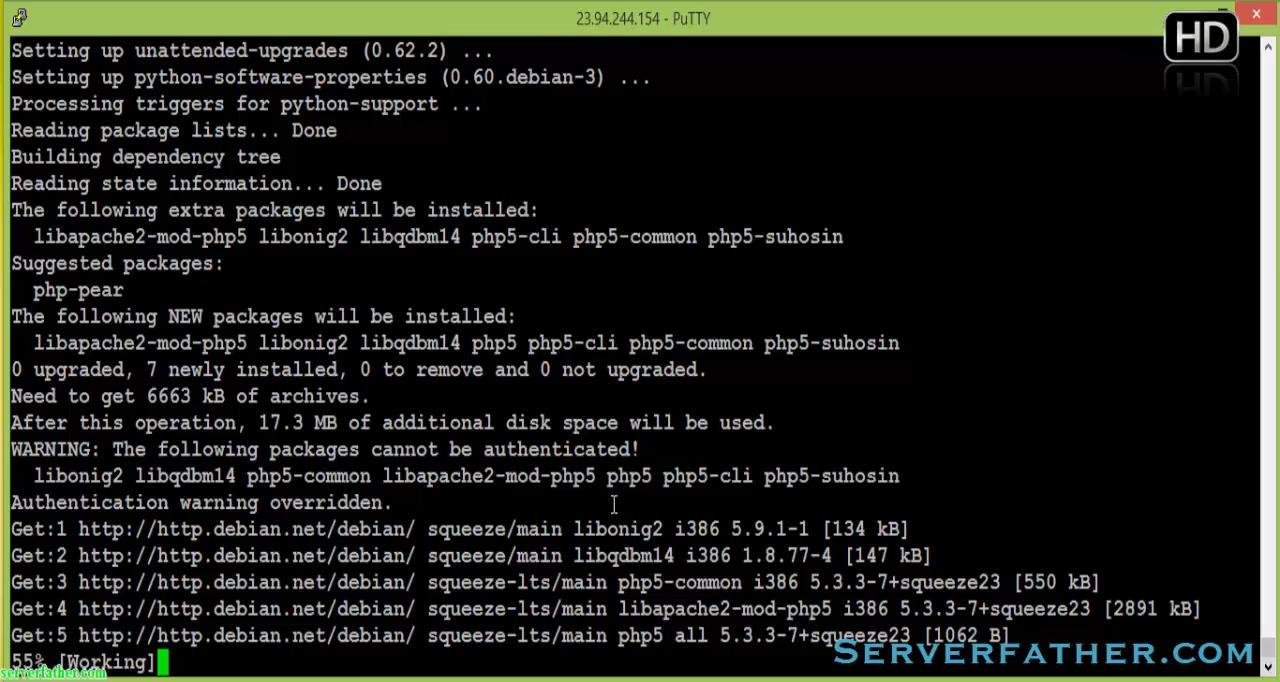 23.94.244.154 - PuTTY
HD
Setting up unattended-upgrades (0.62.2) ...
Setting up python-software-properties (0.60.debian-3) ...
Processing triggers for python-support ...
Reading package lists... Done
Building dependency tree
Reading state information... Done
The following extra packages will be installed:
libapache2-mod-php5 libonig2 libqdbm14 php5-cli php5-common php5-suhosin
Suggested packages:
php-pear
The following NEW packages will be installed:
libapache2-mod-php5 libonig2 libqdbm14 php5 php5-cli php5-common php5-suhosin
0 upgraded, 7 newly installed, 0 to remove and 0 not upgraded.
Need to get 6663 kB of archives.
After this operation, 17.3 MB of additional disk space will be used.
WARNING: The following packages cannot be authenticated!
libonig2 libqdbm14 php5-common libapache2-mod-php5 php5 php5-cli php5-suhosin
Authentication warning overridden.
Get:1 http://http.debian.net/debian/ squeeze/main libonig2 i386 5.9.1-1 [134 kB]
Get:2 http://http.debian.net/debian/ squeeze/main libqdbm14 i386 1.8.77-4 [147 kB]
Get:3 http://http.debian.net/debian/ squeeze-lts/main php5-common i386 5.3.3-7+squeeze23 [550 kB]
Get:4 http://http.debian.net/debian/ squeeze-lts/main libapache2-mod-php5 i386 5.3.3-7+squeeze23 [2891 kB]
Get:5 http://http.debian.net/debian/ squeeze-lts/main php5 all 5.3.3-7+squeeze23 [1062 B]
55% [Working]
SERVERFATHER.COM
serverfather.com